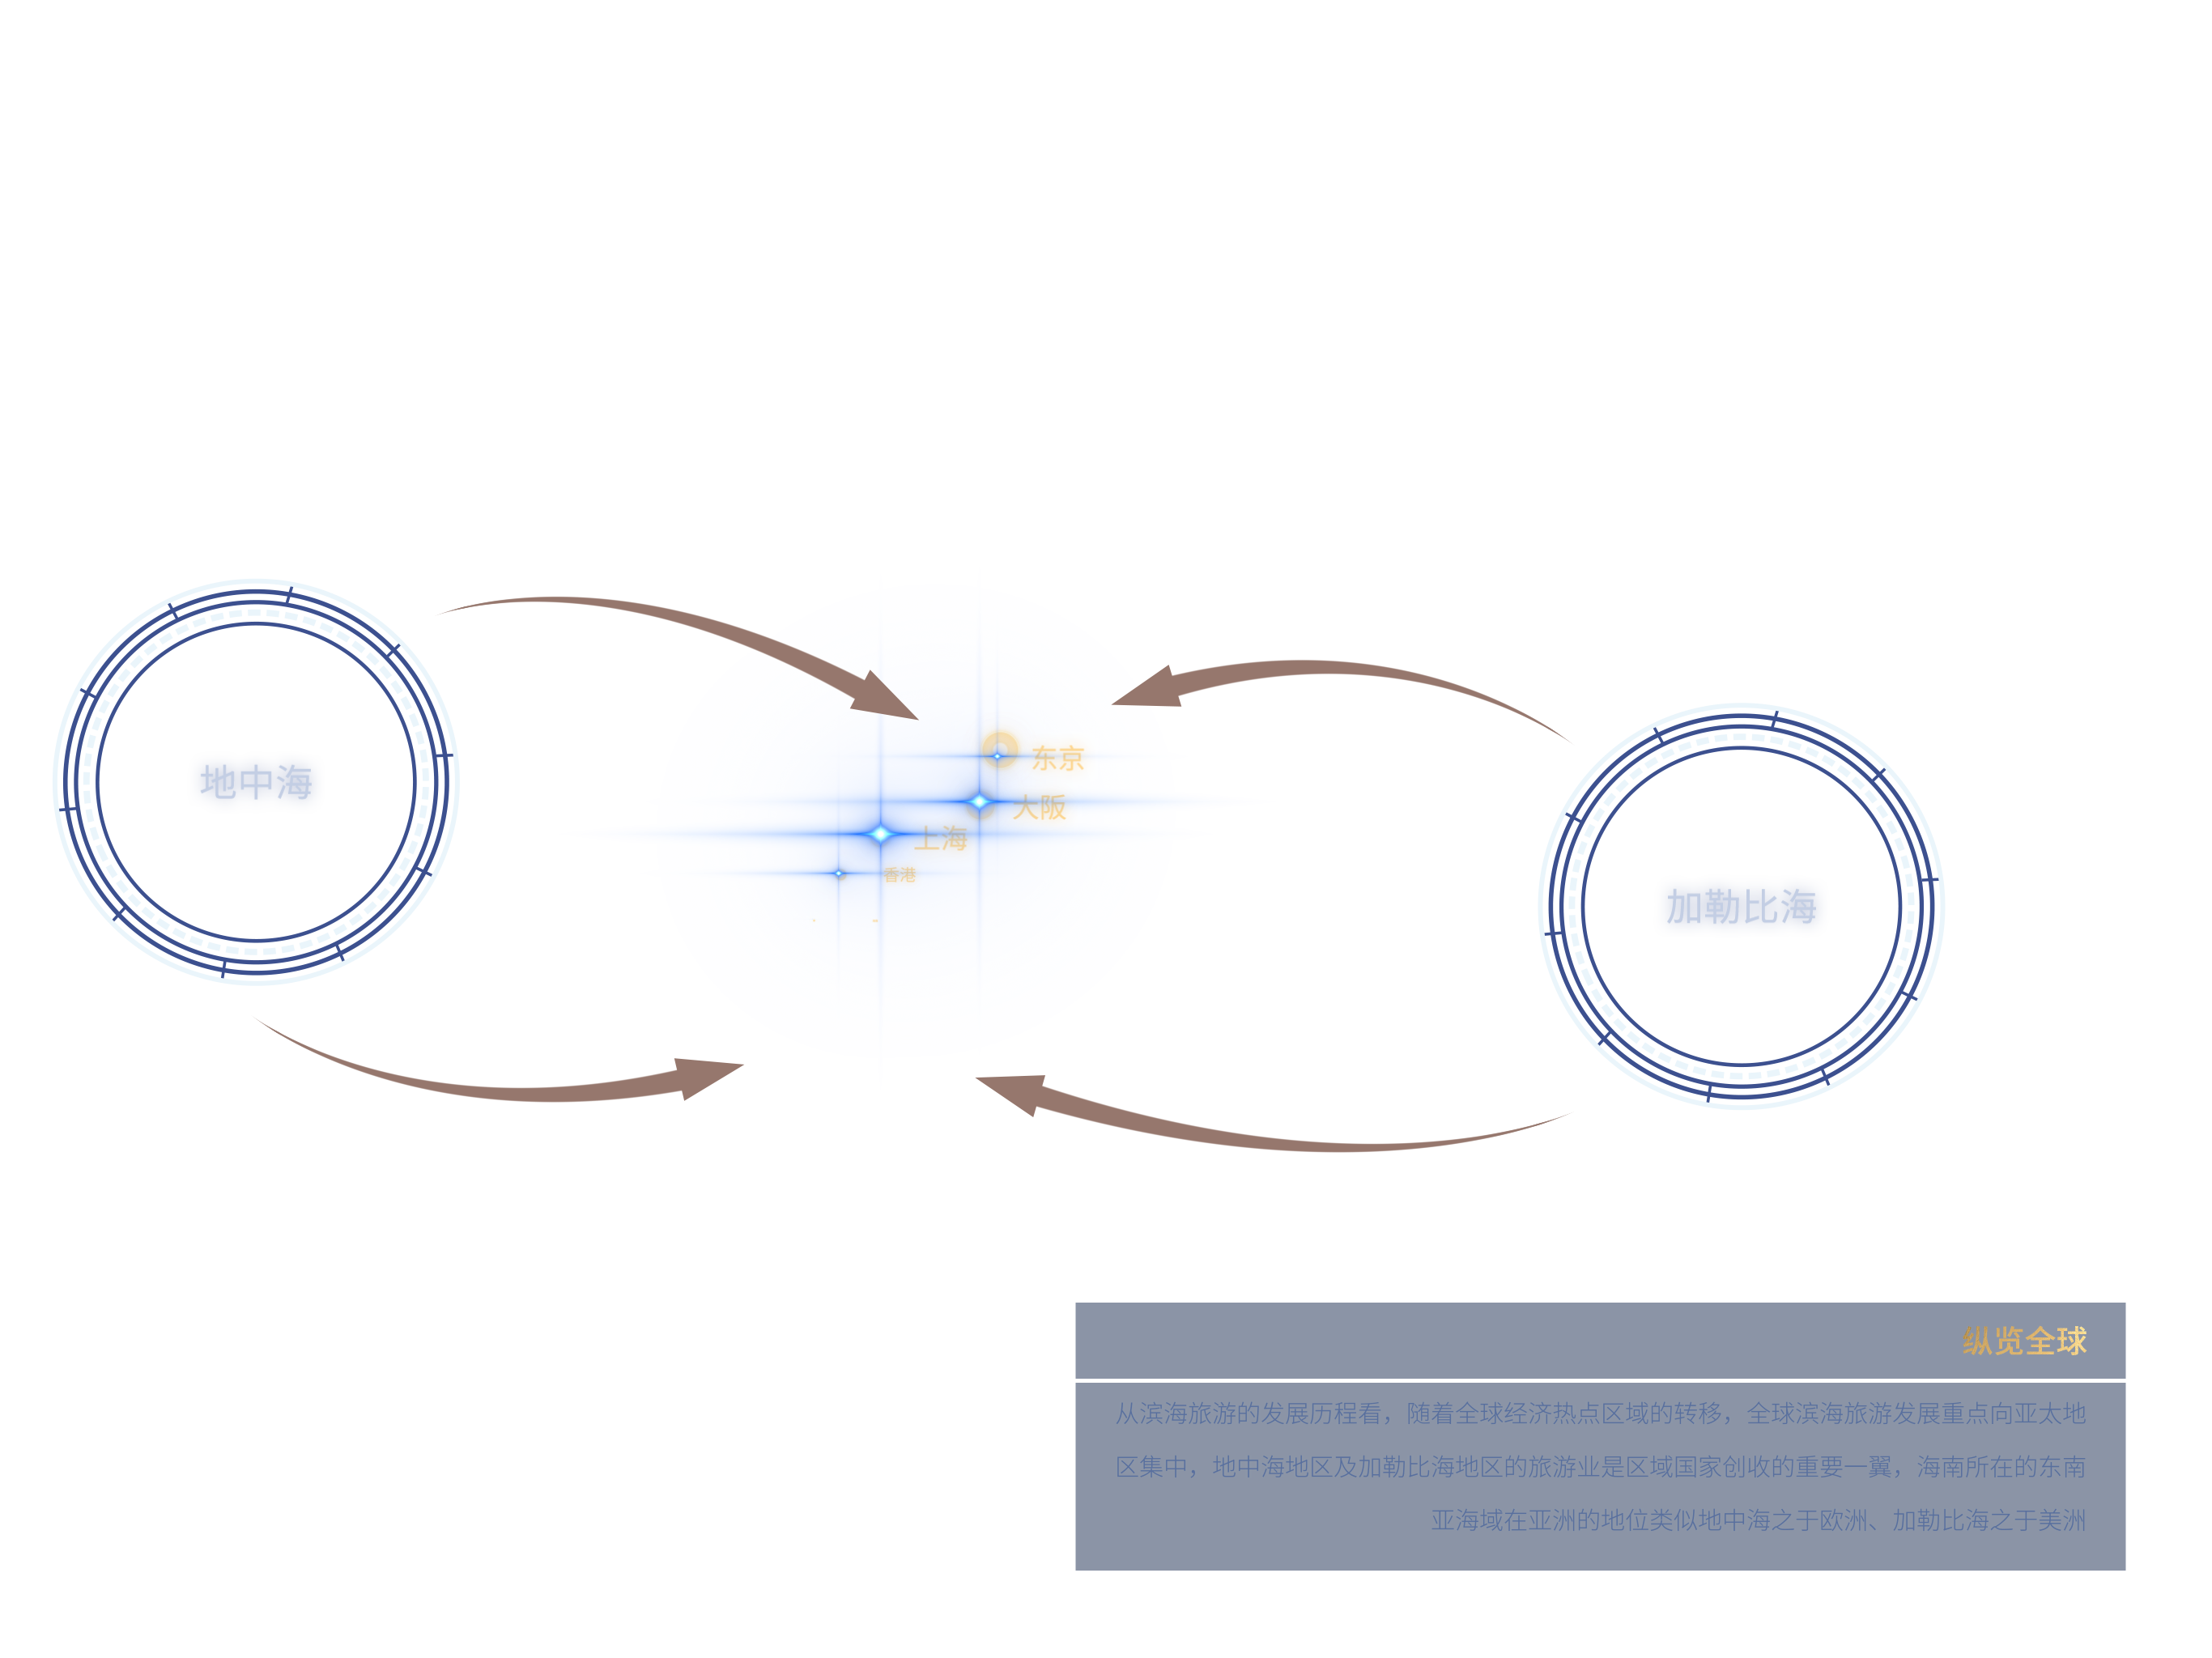 东京
地中海
大阪
上海
香港
加勒比海
纵览全球
从滨海旅游的发展历程看，随着全球经济热点区域的转移，全球滨海旅游发展重点向亚太地
区集中，地中海地区及加勒比海地区的旅游业是区域国家创收的重要一翼，海南所在的东南
亚海域在亚洲的地位类似地中海之于欧洲、加勒比海之于美洲